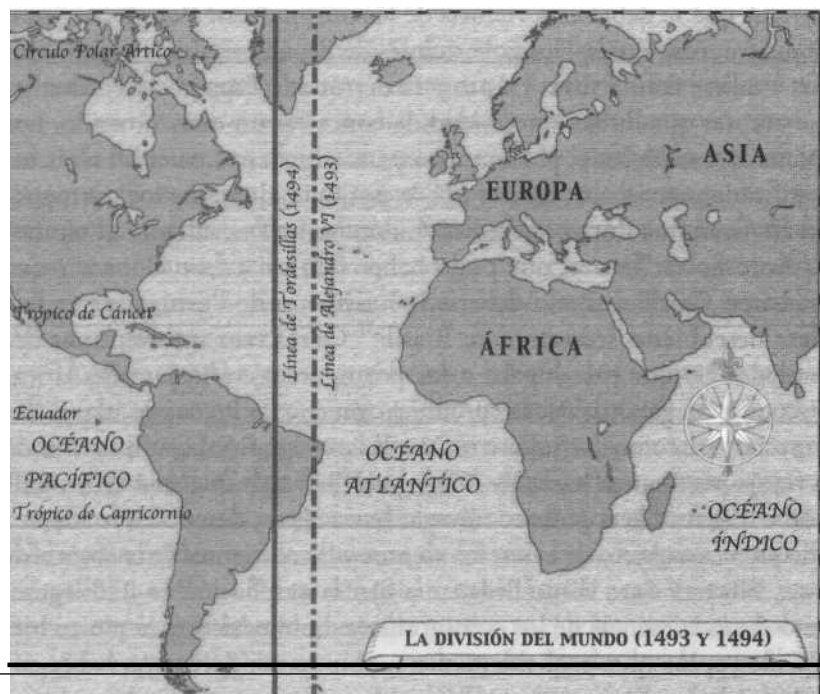 Círculo Polar Ártico
ASIA
EUROPA
Línea de Tordesillas (1494)
Línea de Alejandro VI (1493)
Trópico de Cáncer
ÁFRICA
Ecuador
OCÉANO
PACÍFICO
OCÉANO
ATLÁNTICO
Trópico de Capricornio
OCÉANO
ÍNDICO
LA DIVISIÓN DEL MUNDO (1493 Y 1494)